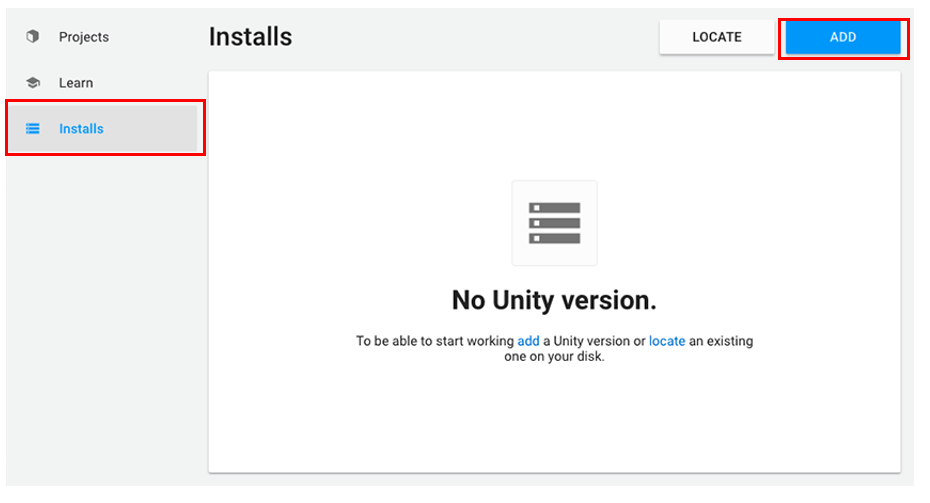 Projects
Learn
Installs
Installs
LOCATE
ADD
No Unity version.
To be able to start working add a Unity version or locate an existing
one on your disk.